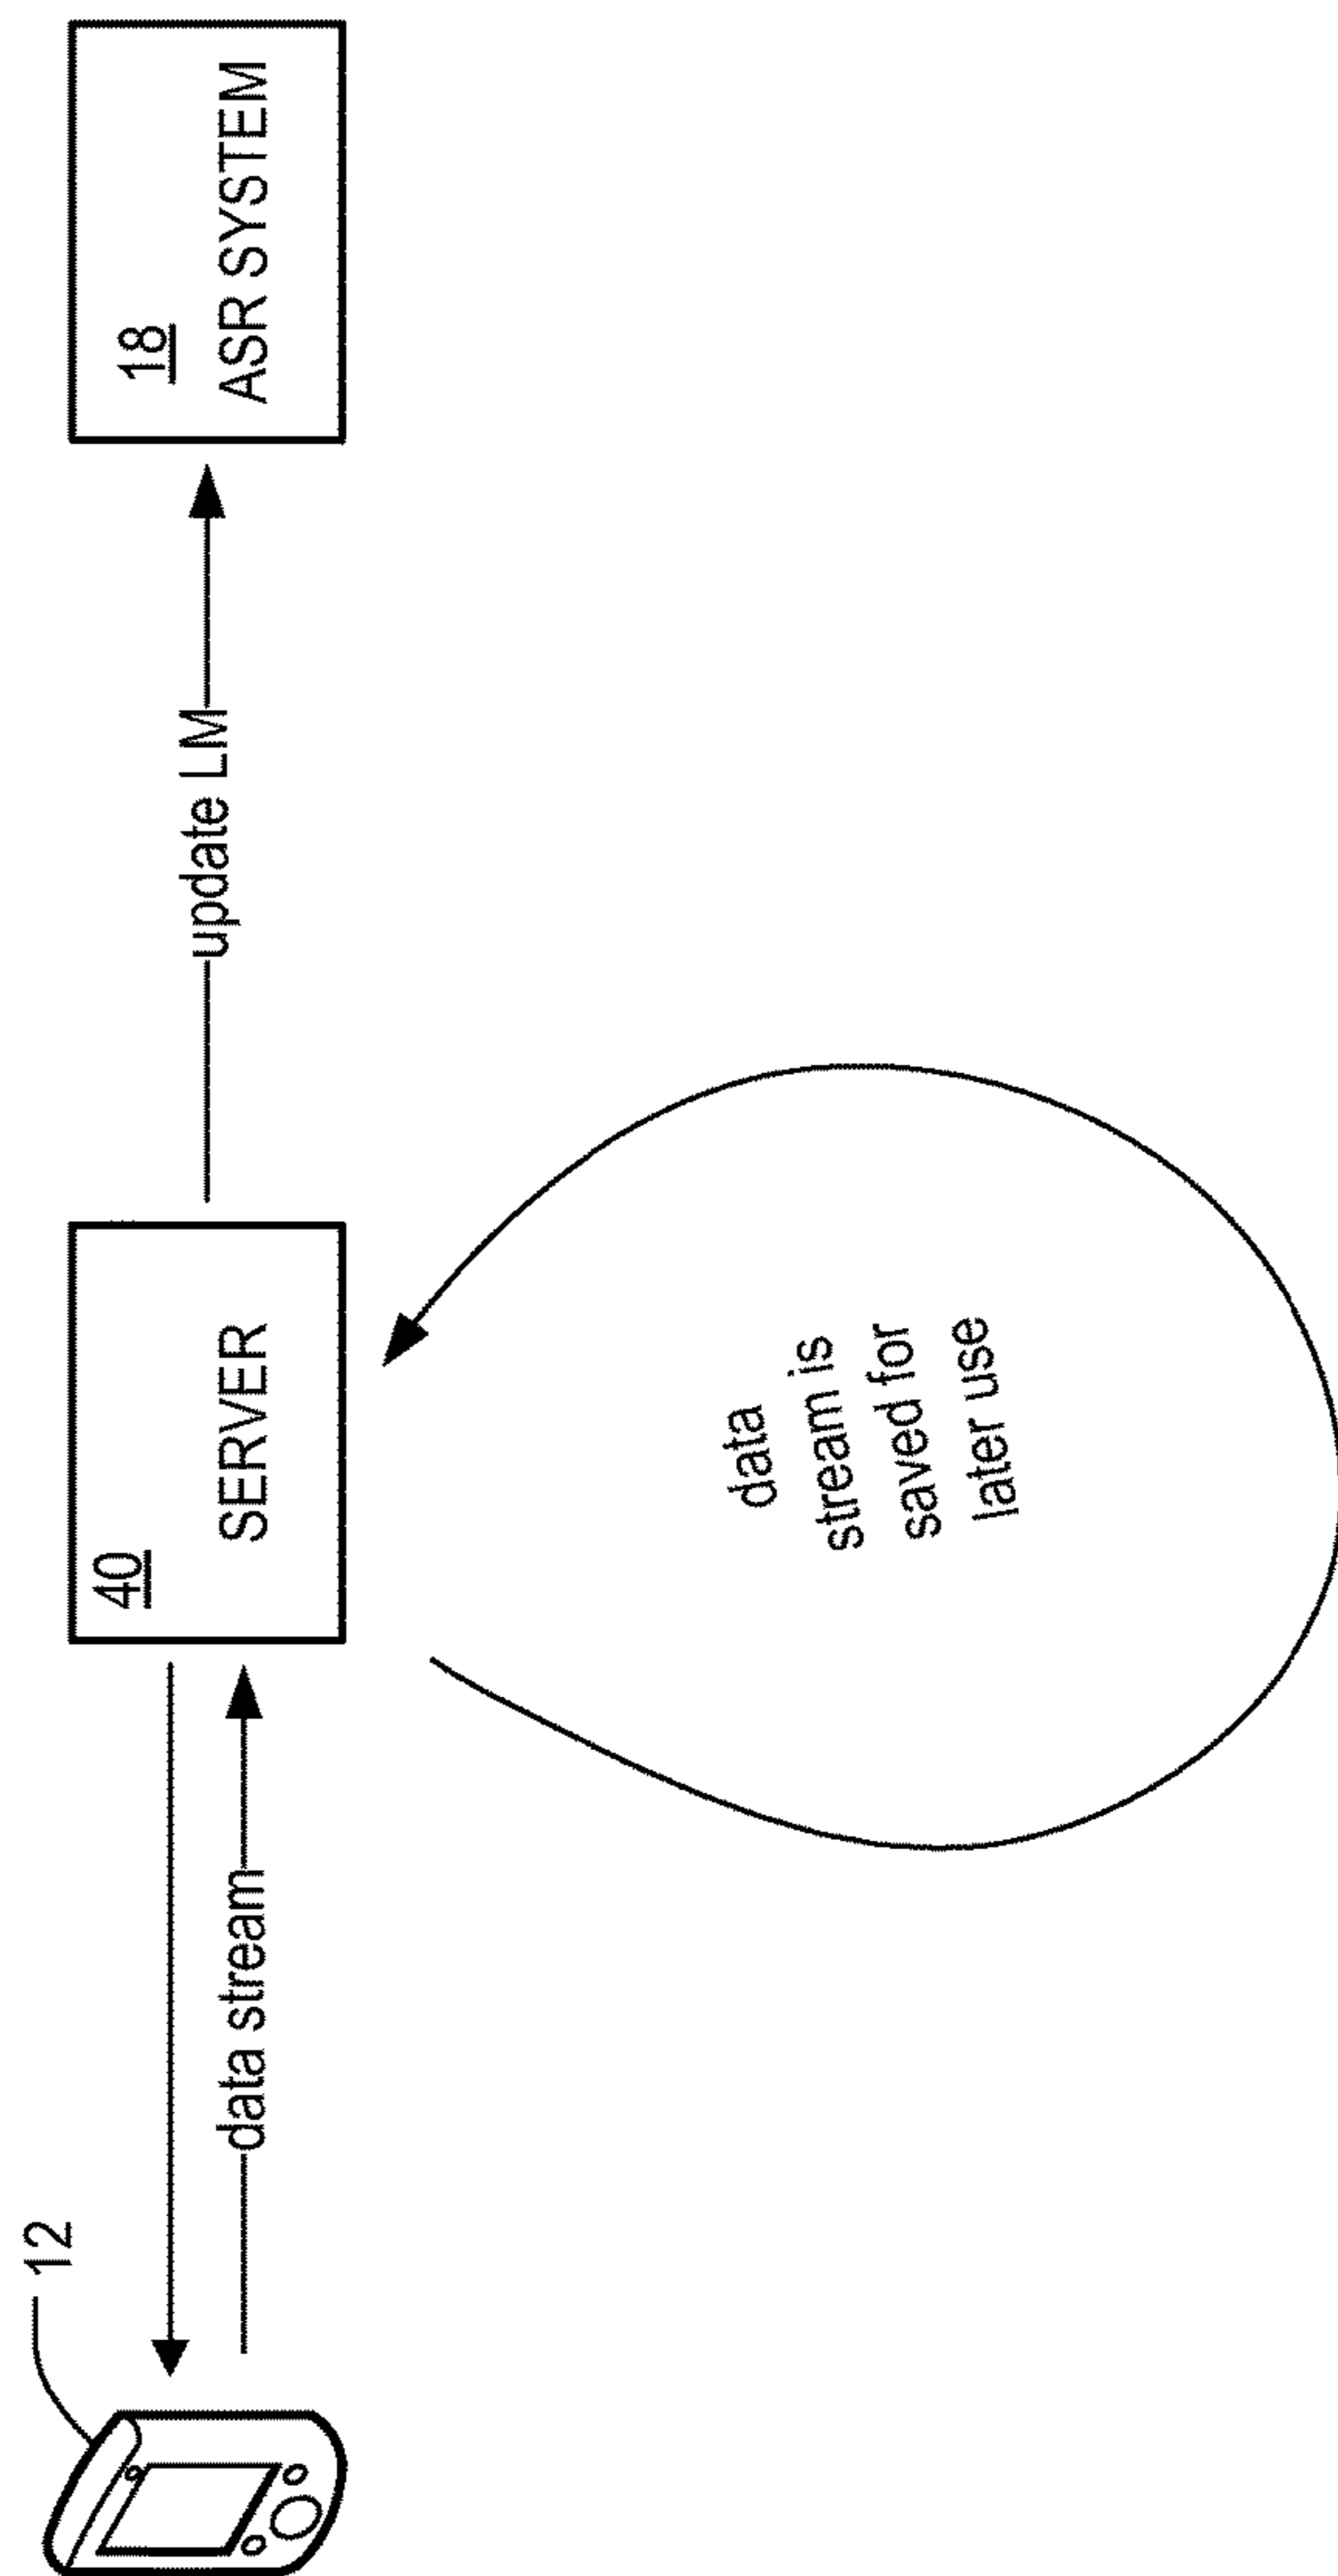 12
data stream
40
SERVER
update LM
18
ASR SYSTEM
data
stream is
saved for
later use